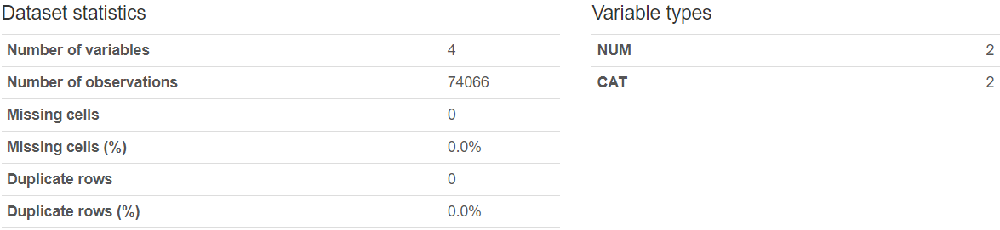 Dataset statistics
Number of variables 4
Number of observations 74066
Missing cells 0
Missing cells (%) 0.0%
Duplicate rows 0
Duplicate rows (%) 0.0%
Variable types
NUM 2
CAT 2